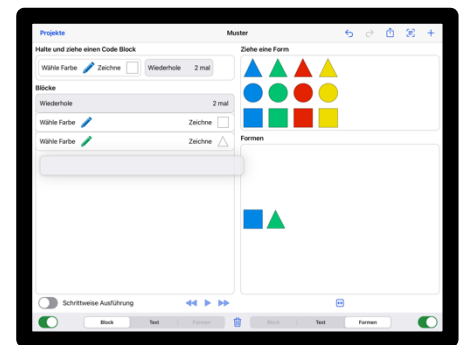 Projekte
Muster
Halte und ziehe einen Code Block
Wähle Farbe Zeichne Wiederhole 2 mal
Blöcke
Wiederhole 2 mal
Wähle Farbe Zeichne
Wähle Farbe Zeichne
Schrittweise Ausführung
Block Text Formen
Ziehe eine Form
Formen
Block Text Formen